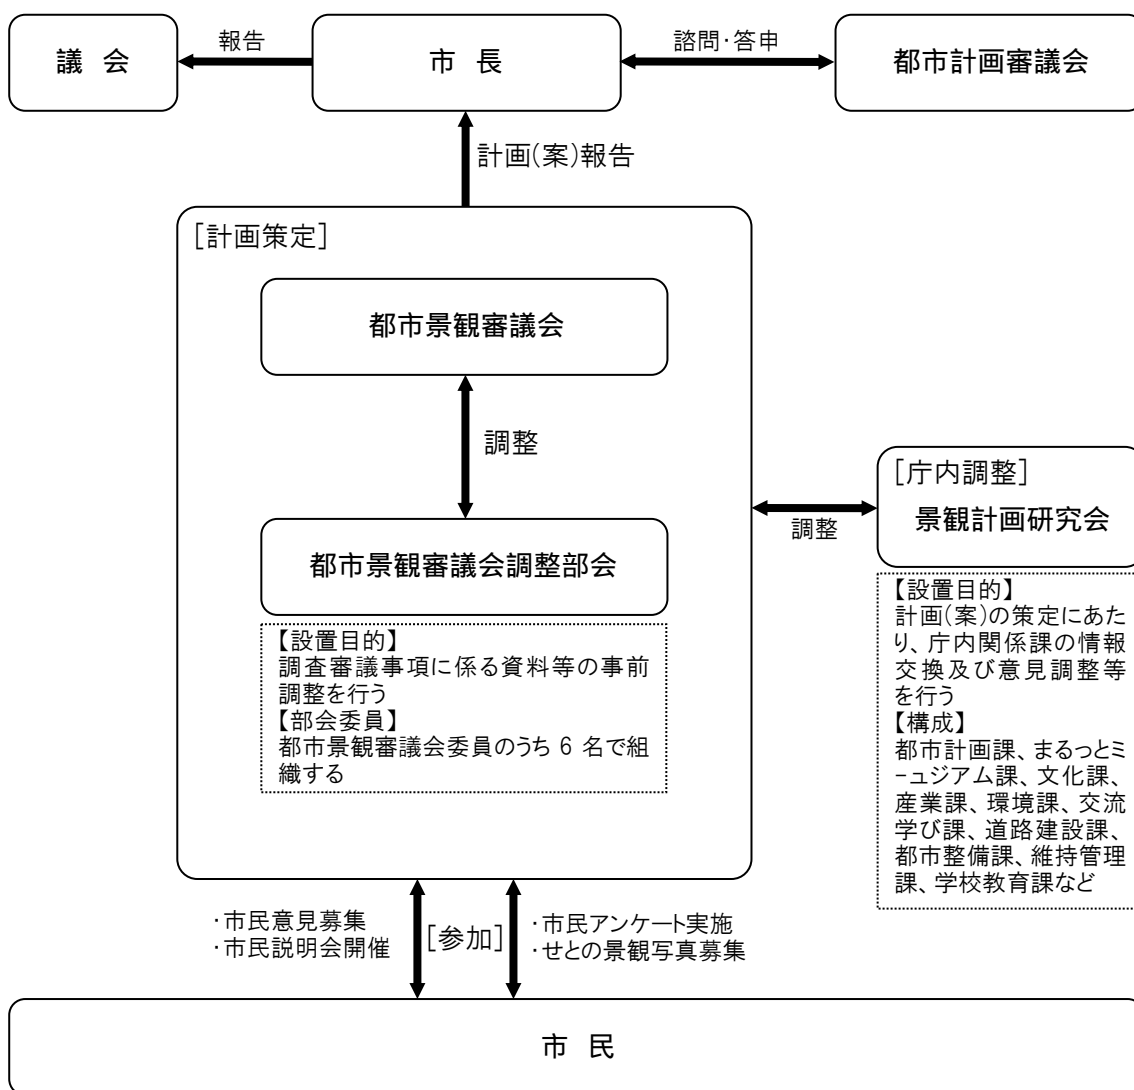 議 会
報告
市 長
諮問・答申
都市計画審議会
計画(案)報告
[計画策定]
都市景観審議会
調整
都市景観審議会調整部会
【設置目的】
調査審議事項に係る資料等の事前
調整を行う
【部会委員】
都市景観審議会委員のうち 6 名で組
織する
調整
[庁内調整]
景観計画研究会
【設置目的】
計画(案)の策定にあた
り、庁内関係課の情報
交換及び意見調整等
を行う
【構成】
都市計画課、まるっとミ
ージュアム課、文化課、
産業課、環境課、交流
学び課、道路建設課、
都市整備課、維持管理
課、学校教育課など
・市民意見募集
・市民説明会開催
[参加]
・市民アンケート実施
・せとの景観写真募集
市 民